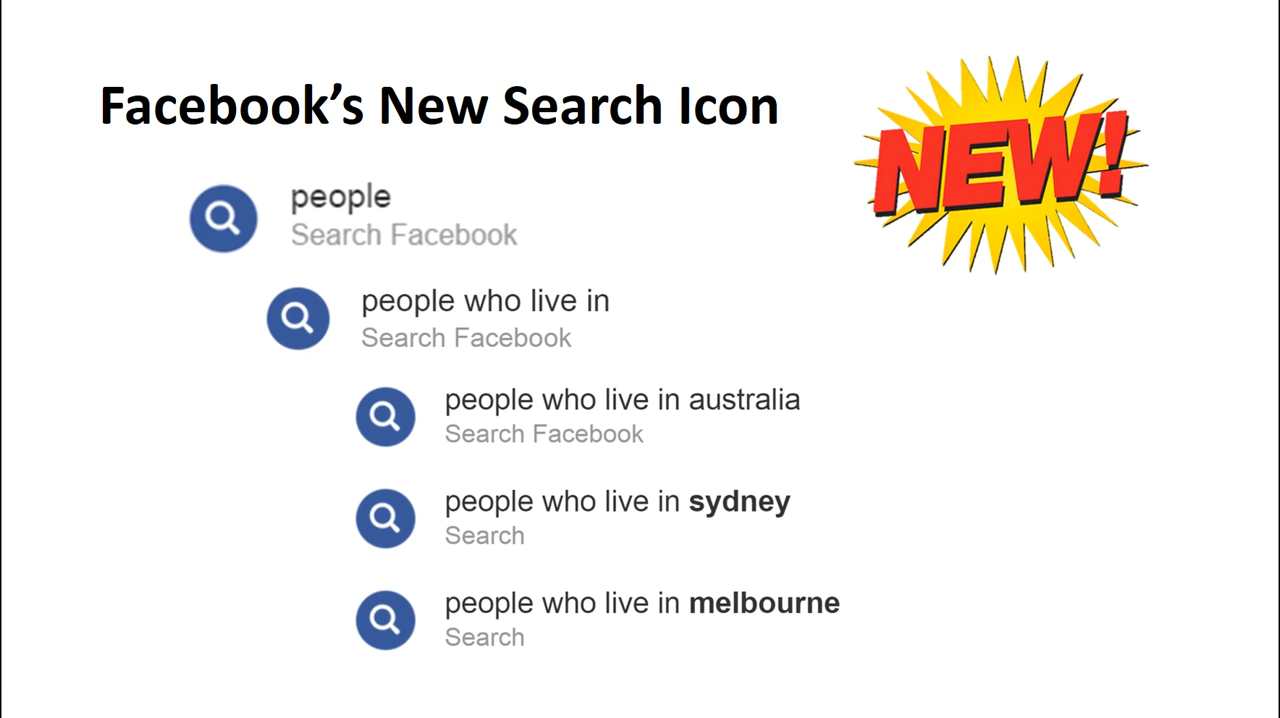 Facebook’s New Search Icon
NEW!
people
Search Facebook
people who live in
Search Facebook
people who live in australia
Search Facebook
people who live in sydney
Search
people who live in melbourne
Search